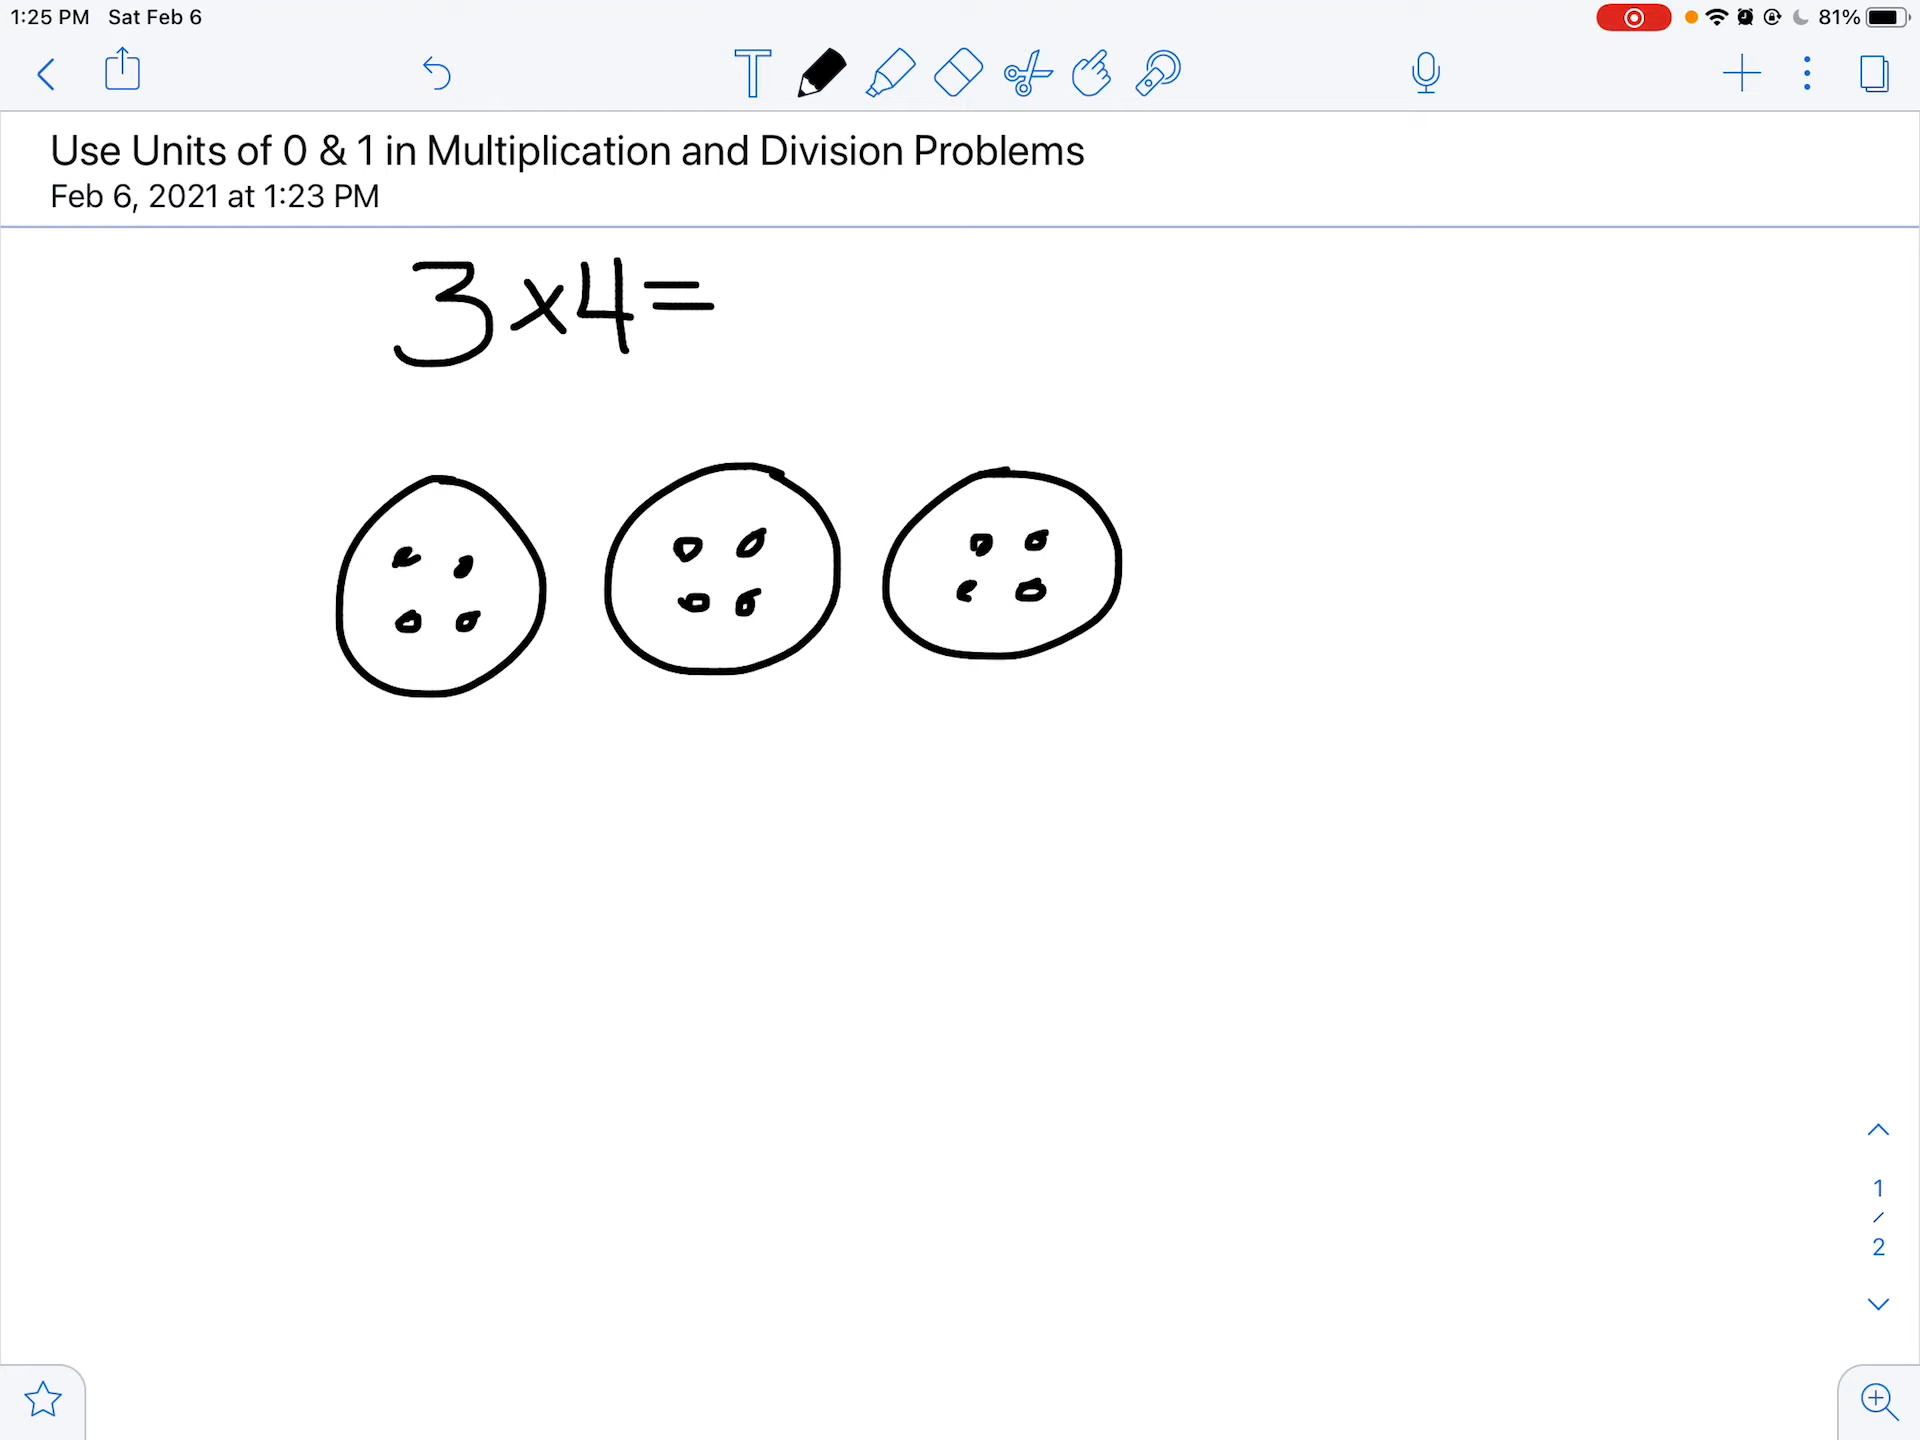 1:25 PM Sat Feb 6
81%
T
Use Units of 0 & 1 in Multiplication and Division Problems
Feb 6, 2021 at 1:23 PM
3x4=
1
/
2